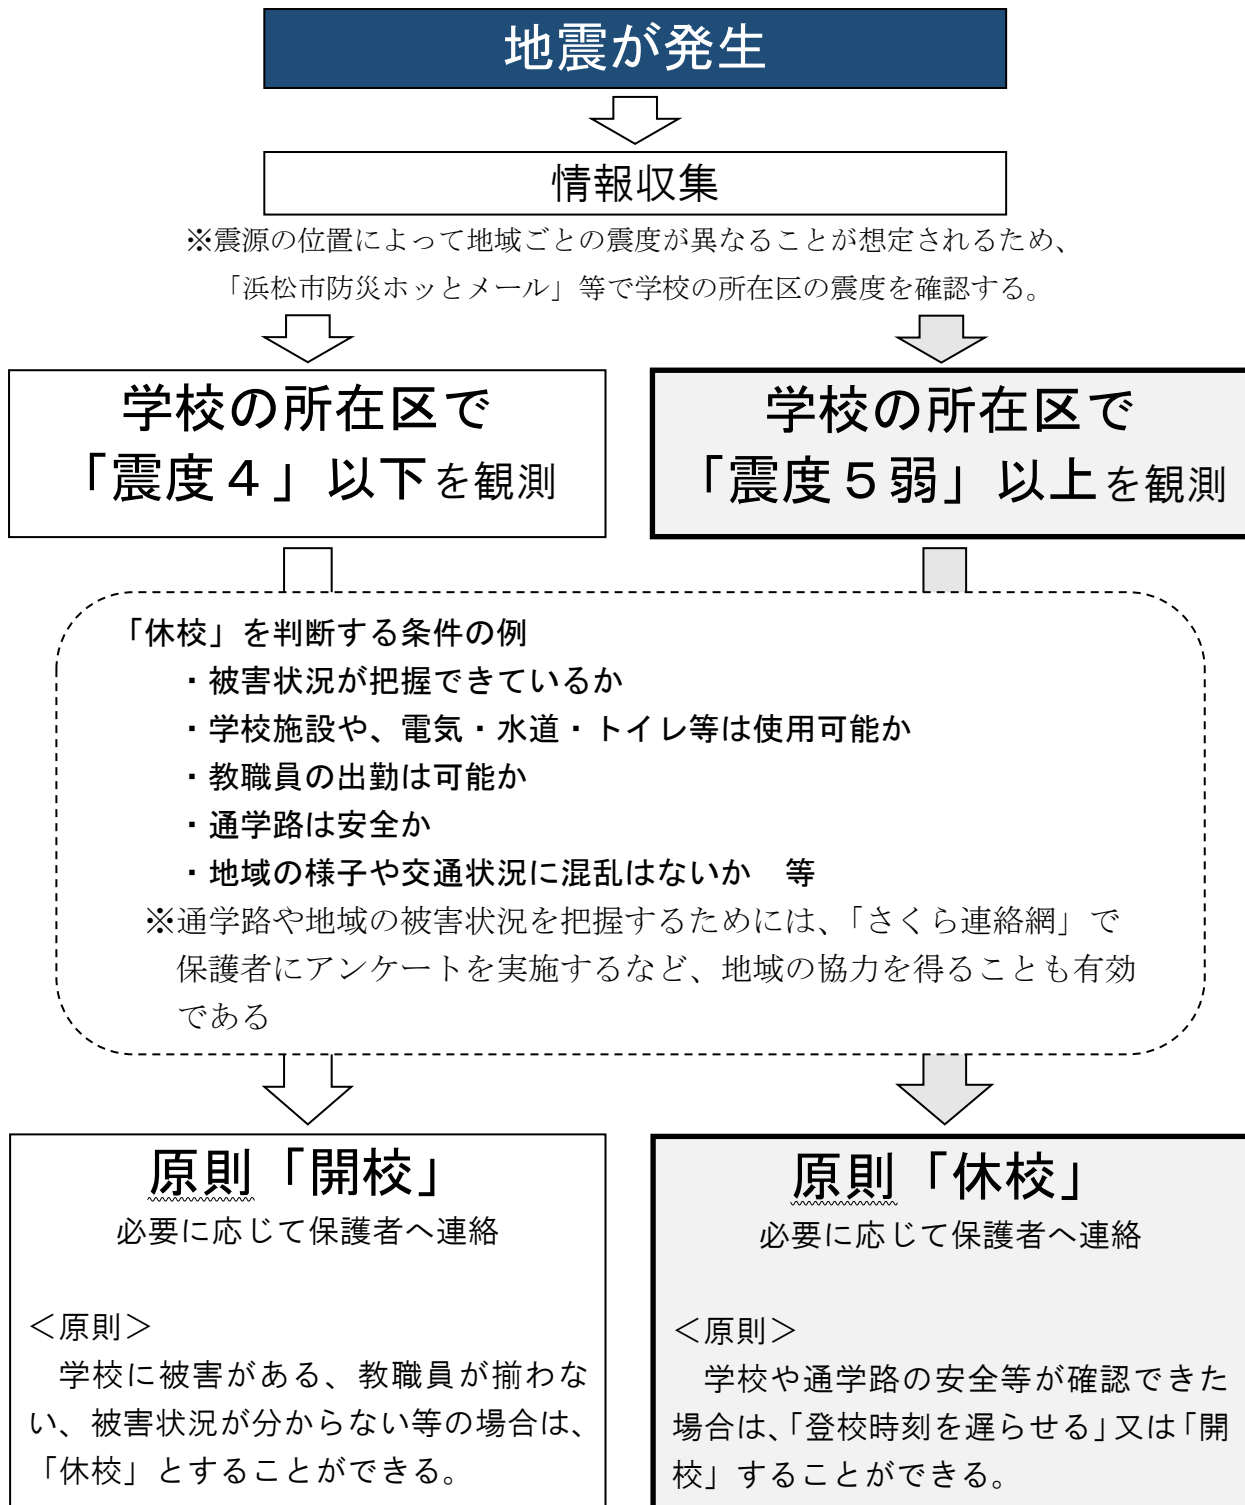 地震が発生
情報収集
※震源の位置によって地域ごとの震度が異なることが想定されるため、
「浜松市防災ホッとメール」等で学校の所在区の震度を確認する。
学校の所在区で
「震度４」以下を観測
学校の所在区で
「震度５弱」以上を観測
「休校」を判断する条件の例
・被害状況が把握できているか
・学校施設や、電気・水道・トイレ等は使用可能か
・教職員の出勤は可能か
・通学路は安全か
・地域の様子や交通状況に混乱はないか　等
※通学路や地域の被害状況を把握するためには、「さくら連絡網」で
保護者にアンケートを実施するなど、地域の協力を得ることも有効
である
原則「開校」
必要に応じて保護者へ連絡
＜原則＞
学校に被害がある、教職員が揃わな
い、被害状況が分からない等の場合は、
「休校」とすることができる。
原則「休校」
必要に応じて保護者へ連絡
＜原則＞
学校や通学路の安全等が確認できた
場合は、「登校時刻を遅らせる」又は「開
校」することができる。